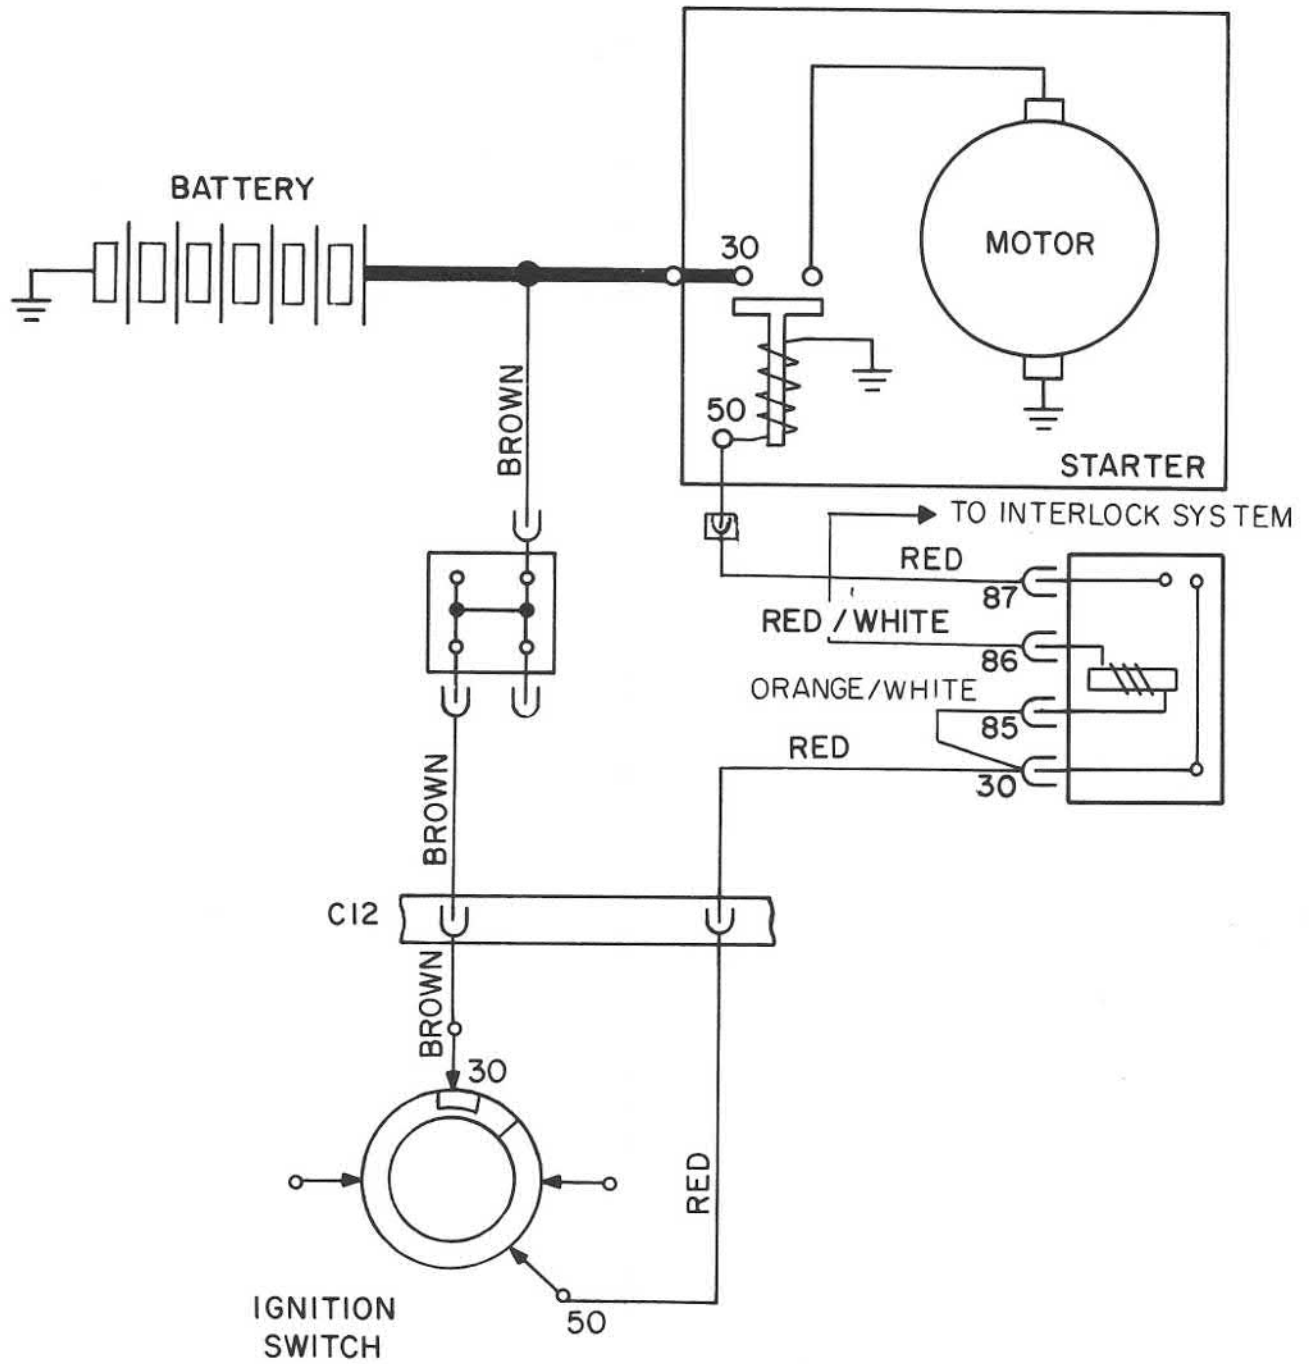 BATTERY
30
MOTOR
BROWN
50
STARTER
TO INTERLOCK SYSTEM
RED
87
RED/WHITE
86
ORANGE/WHITE
85
RED
30
BROWN
C12
BROWN
30
RED
50
IGNITION
SWITCH